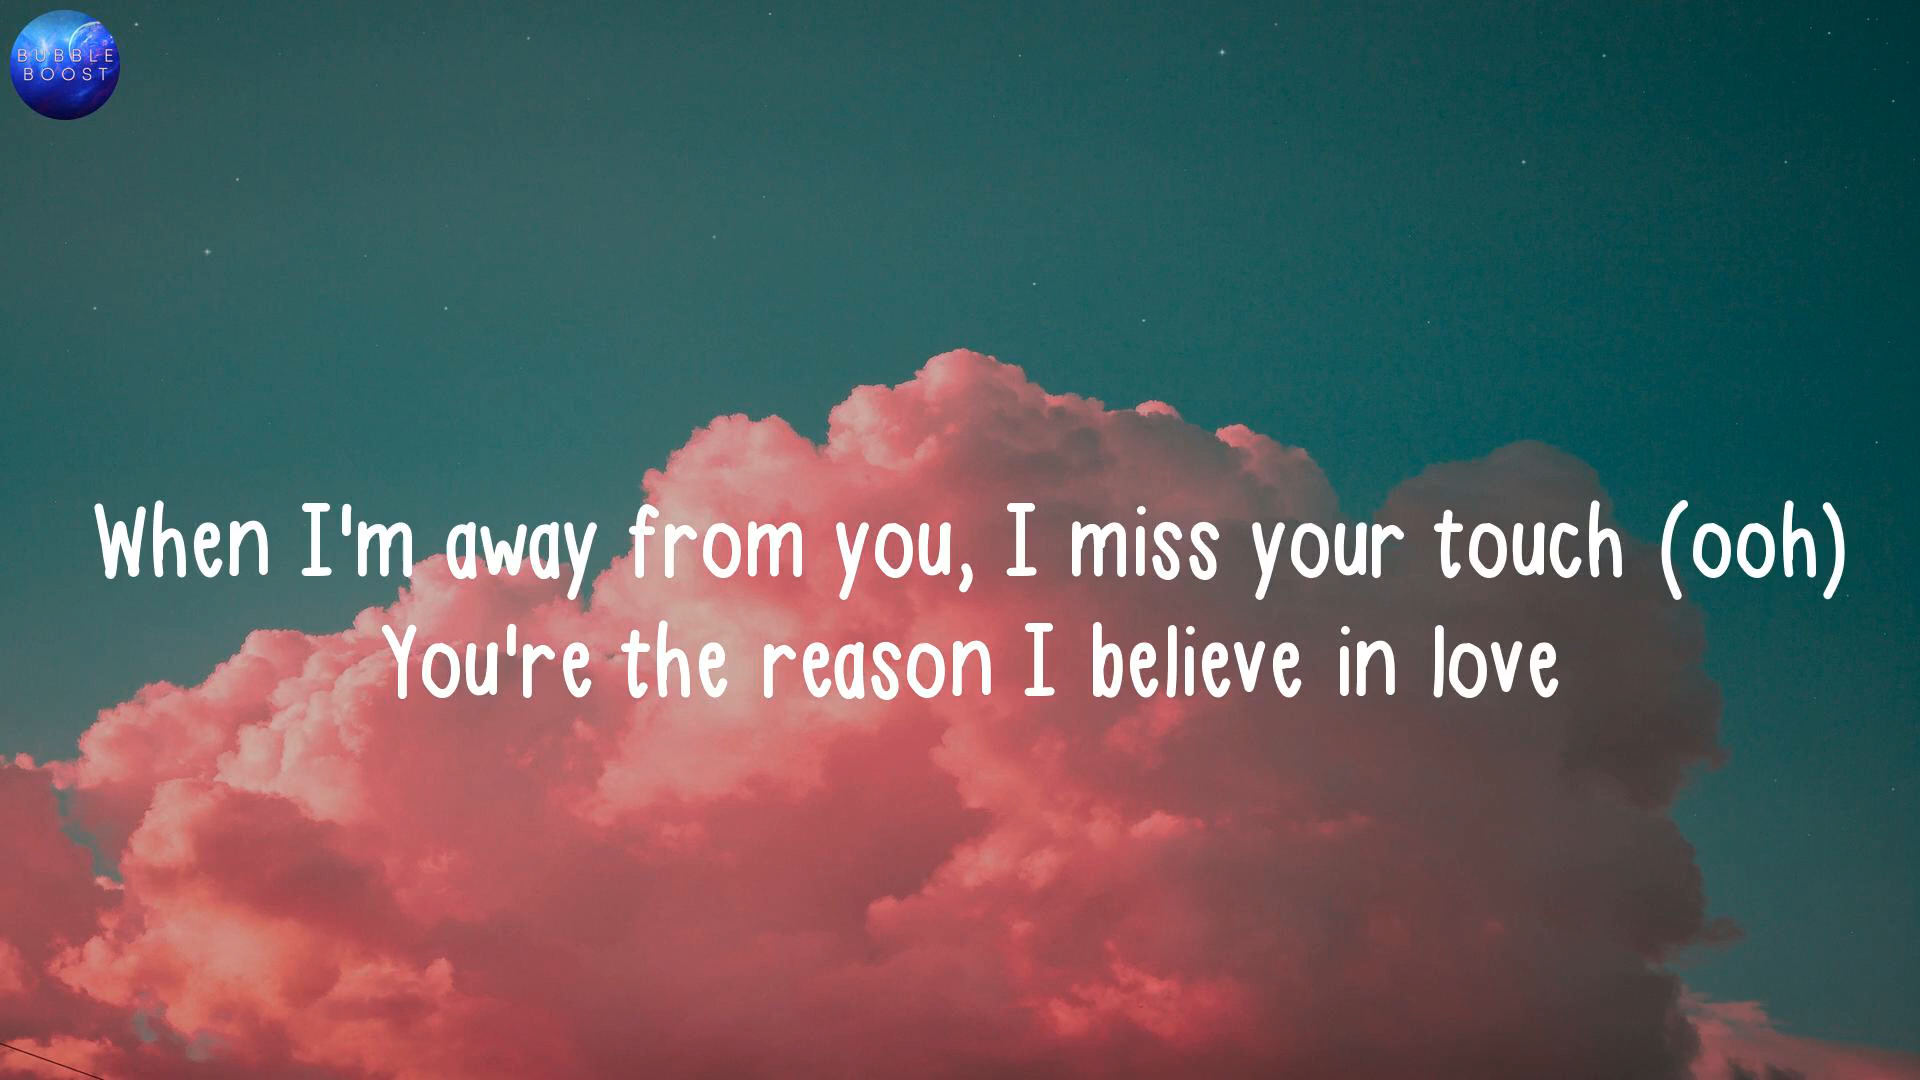 BUBBLE
BOOST
When I'm away from you, I miss your touch (ooh)
You're the reason I believe in love